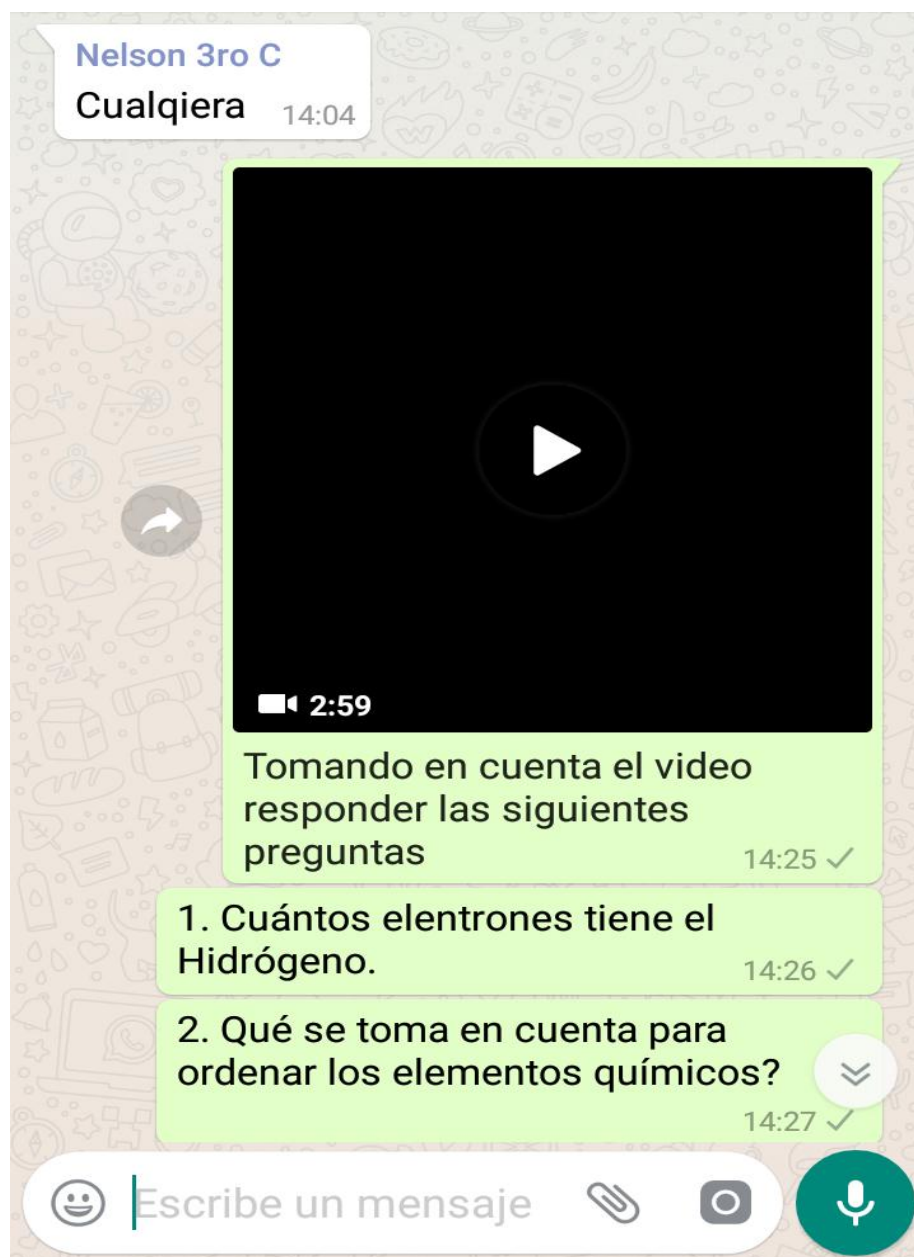 Nelson 3ro C
Cualqiera 14:04
2:59
Tomando en cuenta el video
responder las siguientes
preguntas 14:25
1. Cuántos elentrones tiene el
Hidrógeno. 14:26
2. Qué se toma en cuenta para
ordenar los elementos químicos?
14:27
Escribe un mensaje